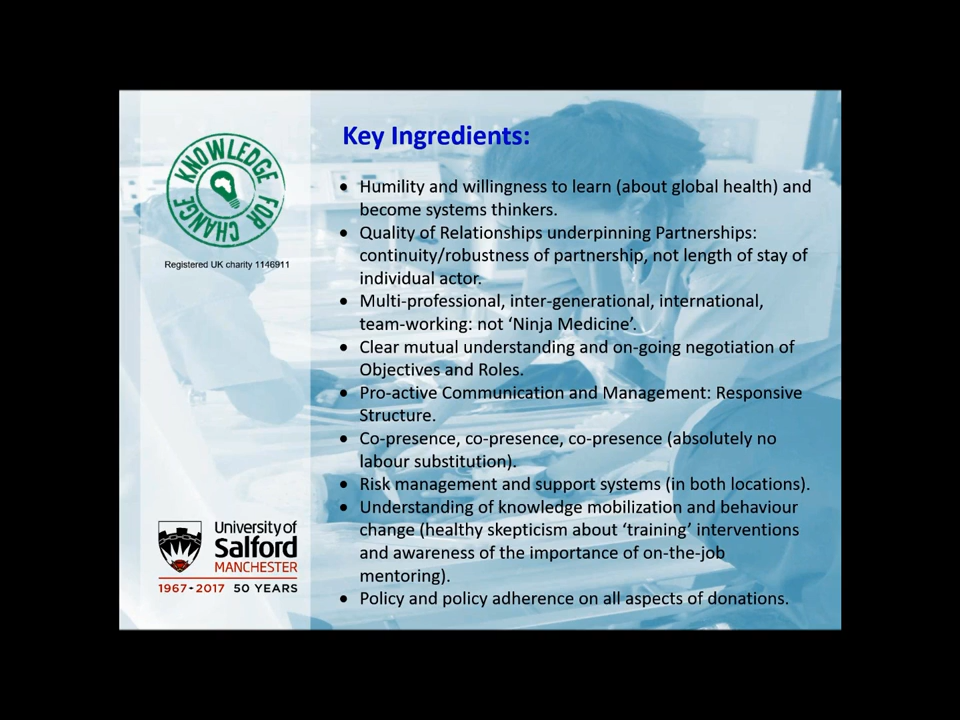 Key Ingredients:
KNOWLEDGE FOR CHANGE
Registered UK charity 1146911
• Humility and willingness to learn (about global health) and
become systems thinkers.
• Quality of Relationships underpinning Partnerships:
continuity/robustness of partnership, not length of stay of
individual actor.
• Multi-professional, inter-generational, international,
team-working: not ‘Ninja Medicine’.
• Clear mutual understanding and on-going negotiation of
Objectives and Roles.
• Pro-active Communication and Management: Responsive
Structure.
• Co-presence, co-presence, co-presence (absolutely no
labour substitution).
• Risk management and support systems (in both locations).
• Understanding of knowledge mobilization and behaviour
change (healthy skepticism about ‘training’ interventions
and awareness of the importance of on-the-job
mentoring).
• Policy and policy adherence on all aspects of donations.
University of
Salford
MANCHESTER
1967-2017 50 YEARS